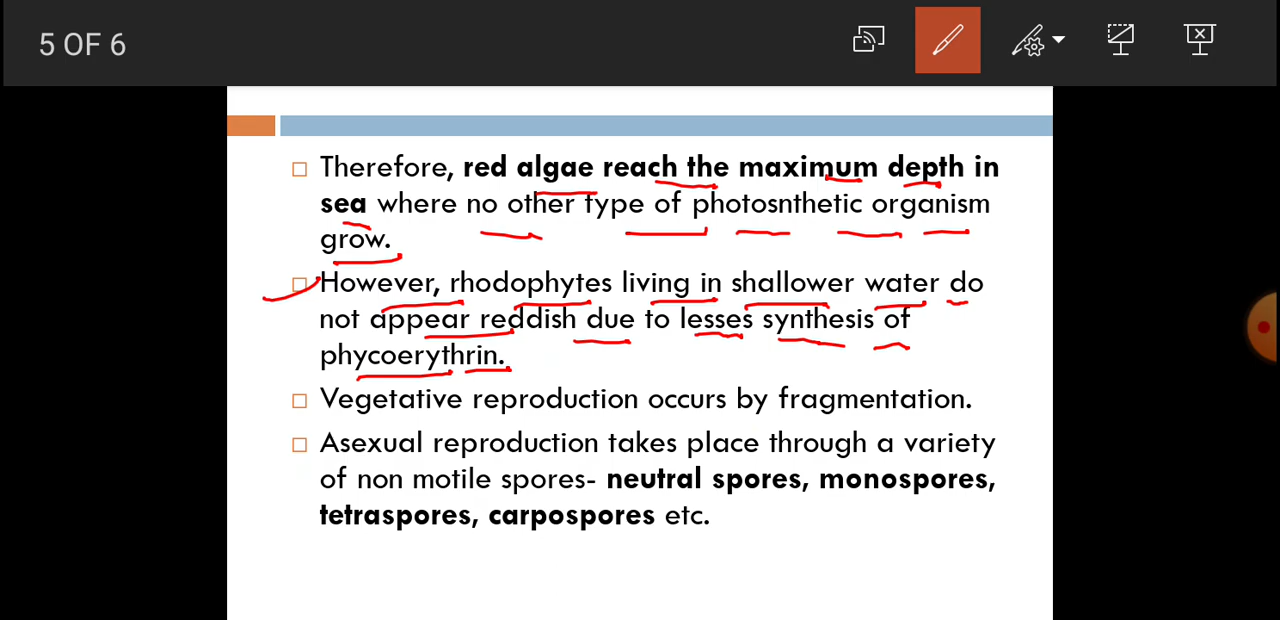 5 OF 6
Therefore, red algae reach the maximum depth in
sea where no other type of photosnthetic organism
grow.
However, rhodophytes living in shallower water do
not appear reddish due to lesses synthesis of
phycoerythrin.
Vegetative reproduction occurs by fragmentation.
Asexual reproduction takes place through a variety
of non motile spores- neutral spores, monospores,
tetraspores, carpospores etc.